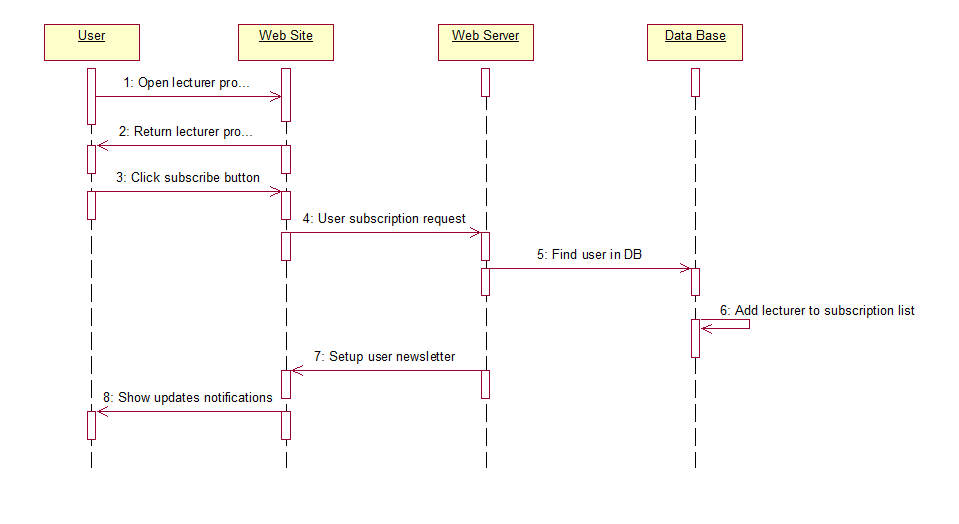 User
Web Site
Web Server
Data Base
1: Open lecturer pro...
2: Return lecturer pro...
3: Click subscribe button
4: User subscription request
5: Find user in DB
6: Add lecturer to subscription list
7: Setup user newsletter
8: Show updates notifications